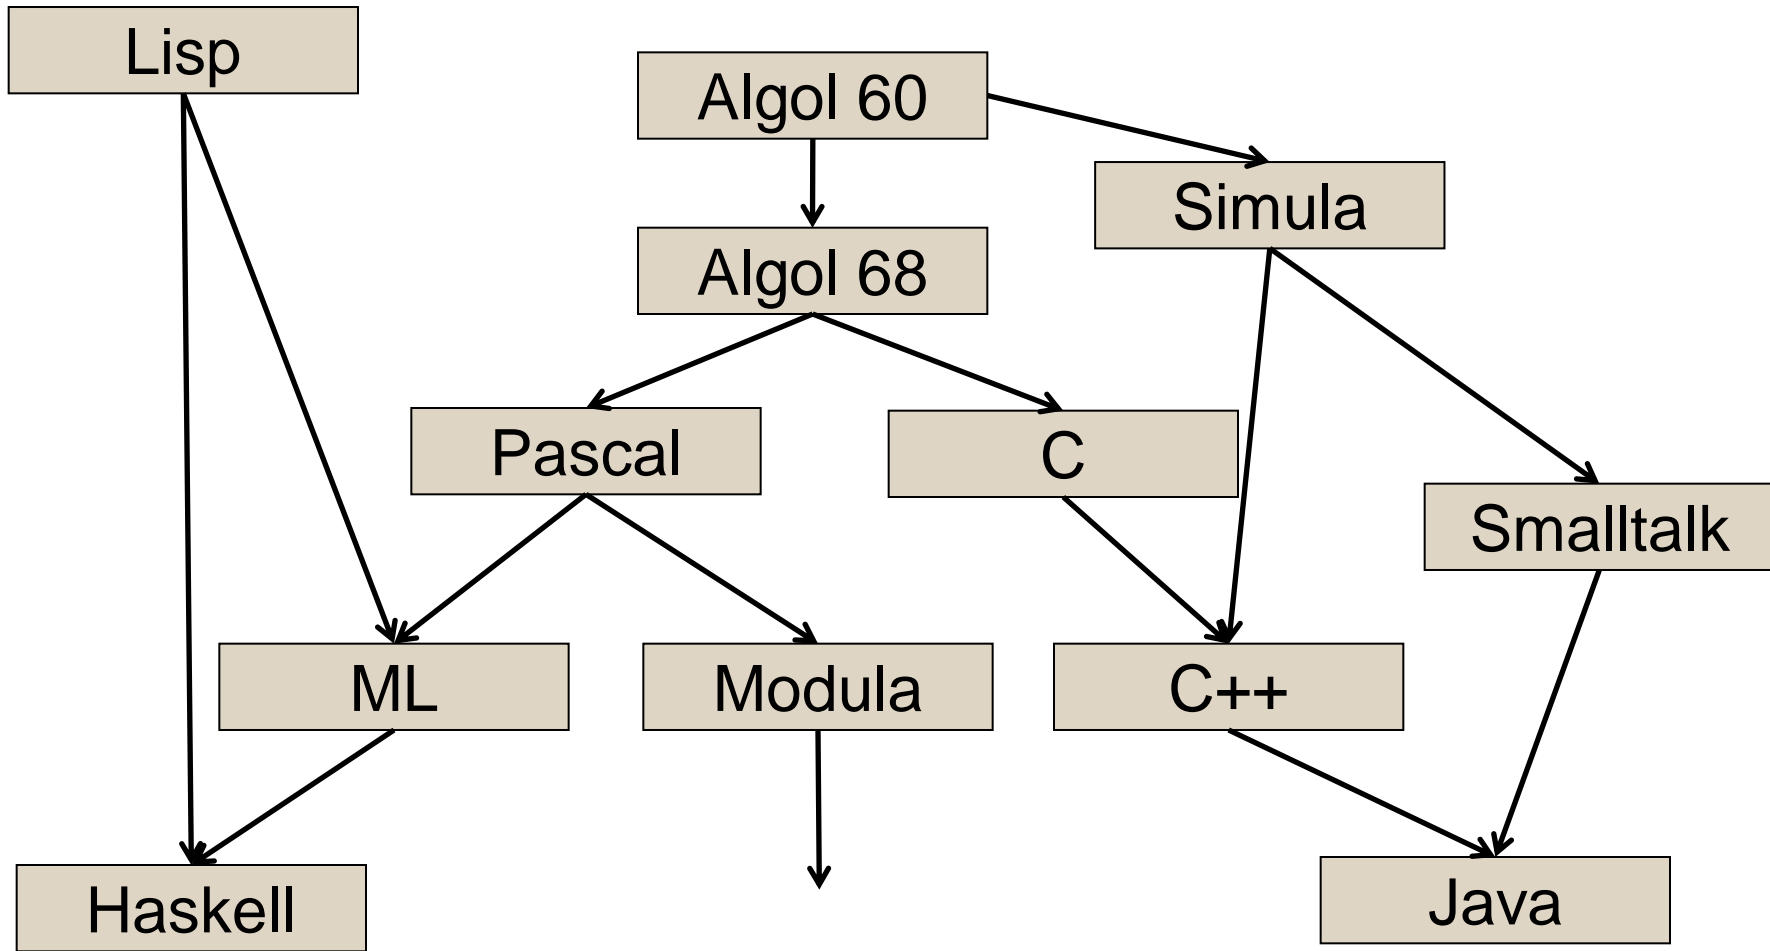 Lisp
Algol 60
Simula
Algol 68
Pascal
C
Smalltalk
ML
Modula
C++
Haskell
Java